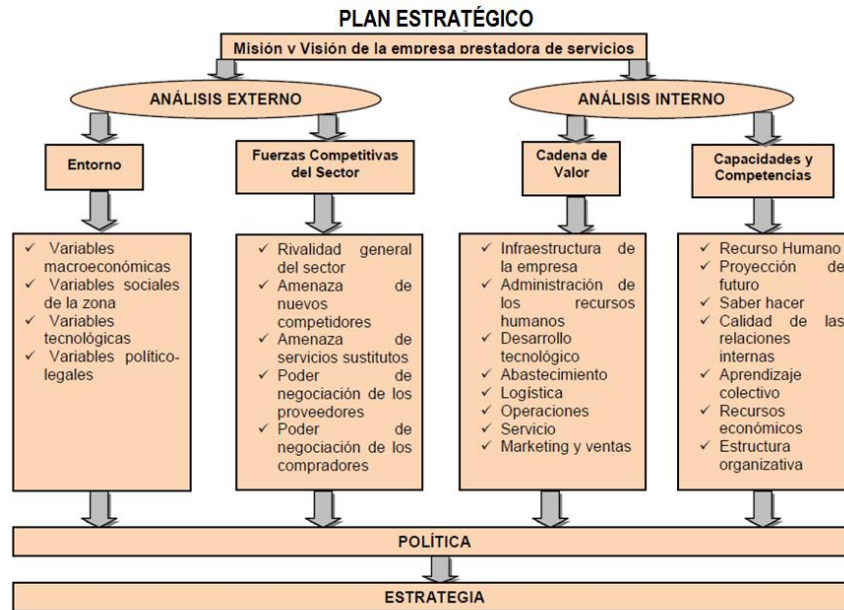 PLAN ESTRATÉGICO
Misión y Visión de la empresa prestadora de servicios
ANÁLISIS EXTERNO
ANÁLISIS INTERNO
Entorno
Fuerzas Competitivas
del Sector
Cadena de
Valor
Capacidades y
Competencias
✓ Variables
macroeconómicas
✓ Variables sociales
de la zona
✓ Variables
tecnológicas
✓ Variables político-
legales
✓ Rivalidad general
del sector
✓ Amenaza de
nuevos
competidores
✓ Amenaza de
servicios sustitutos
✓ Poder de
negociación de los
proveedores
✓ Poder de
negociación de los
compradores
✓ Infraestructura de
la empresa
✓ Administración de
los recursos
humanos
✓ Desarrollo
tecnológico
✓ Abastecimiento
✓ Logística
✓ Operaciones
✓ Servicio
✓ Marketing y ventas
✓ Recurso Humano
✓ Proyección de
futuro
✓ Saber hacer
✓ Calidad de las
relaciones
internas
✓ Aprendizaje
colectivo
✓ Recursos
económicos
✓ Estructura
organizativa
POLÍTICA
ESTRATEGIA